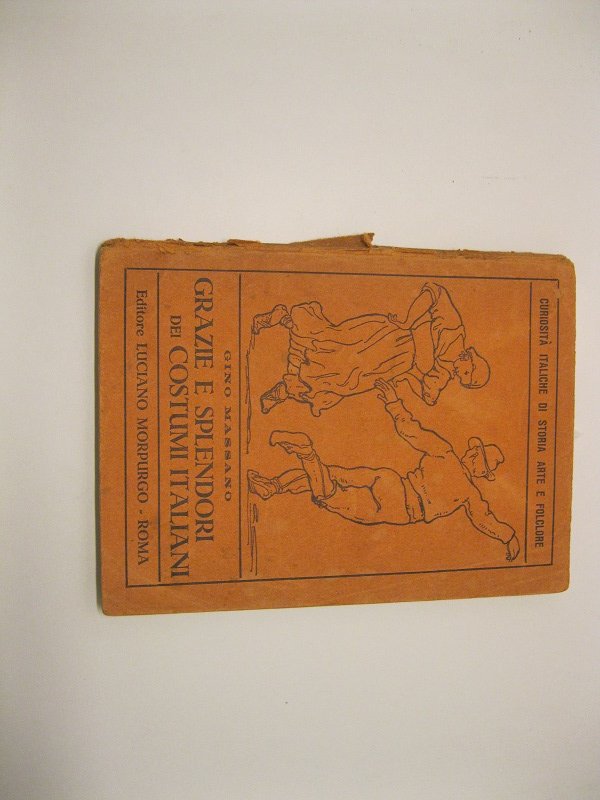 CURIOSITÀ ITALICHE DI STORIA ARTE E FOLCLORE
GINO MASSANO
GRAZIE E SPLENDORI
DEI COSTUMI ITALIANI
Editore LUCIANO MORPURGO - ROMA